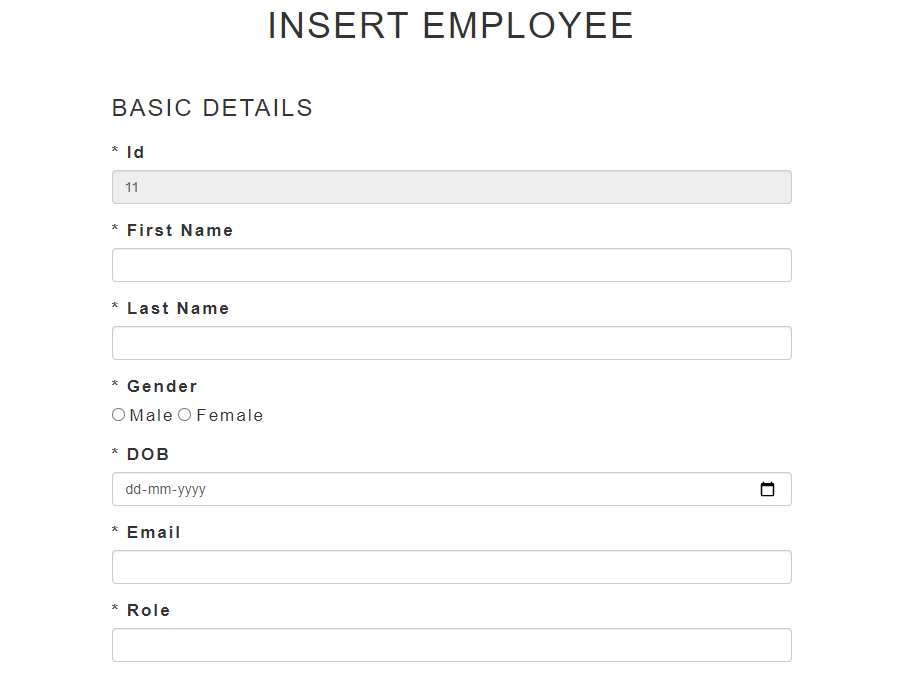 INSERT EMPLOYEE
BASIC DETAILS
* Id
11
* First Name
* Last Name
* Gender
Male Female
* DOB
dd-mm-yyyy
* Email
* Role